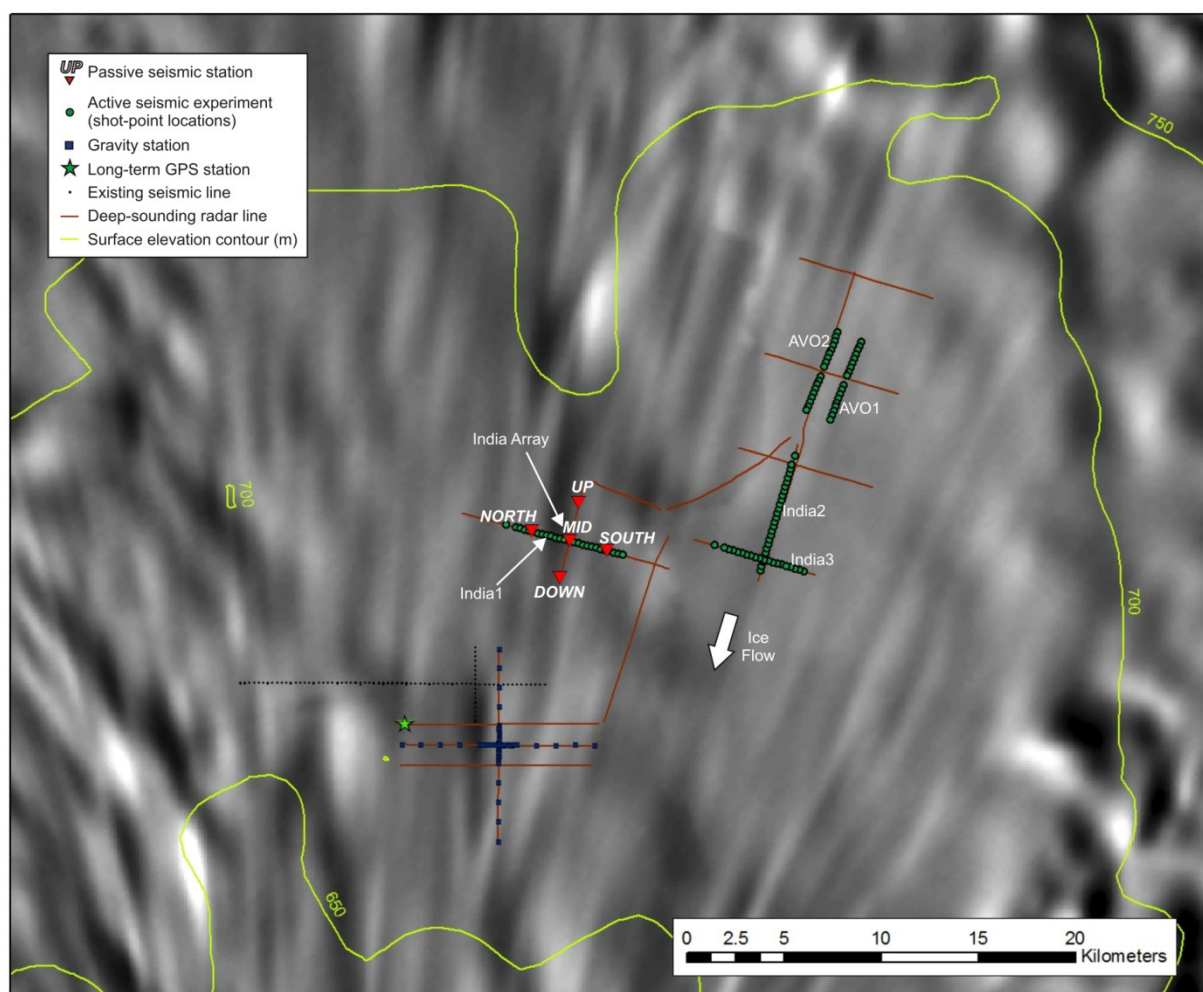 UP
Passive seismic station
Active seismic experiment
(shot-point locations)
Gravity station
Long-term GPS station
Existing seismic line
Deep-sounding radar line
Surface elevation contour (m)
750
AVO2
AVO1
India Array
UP
700
NORTH
MID
SOUTH
India2
India3
India1
DOWN
700
Ice
Flow
650
0 2.5 5 10 15 20
Kilometers